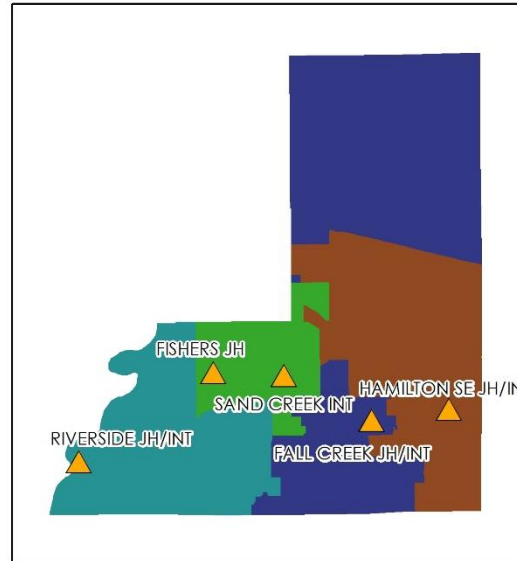 FISHERS JH
SAND CREEK INT
HAMILTON SE JH/IN
RIVERSIDE JH/INT
FALL CREEK JH/INT